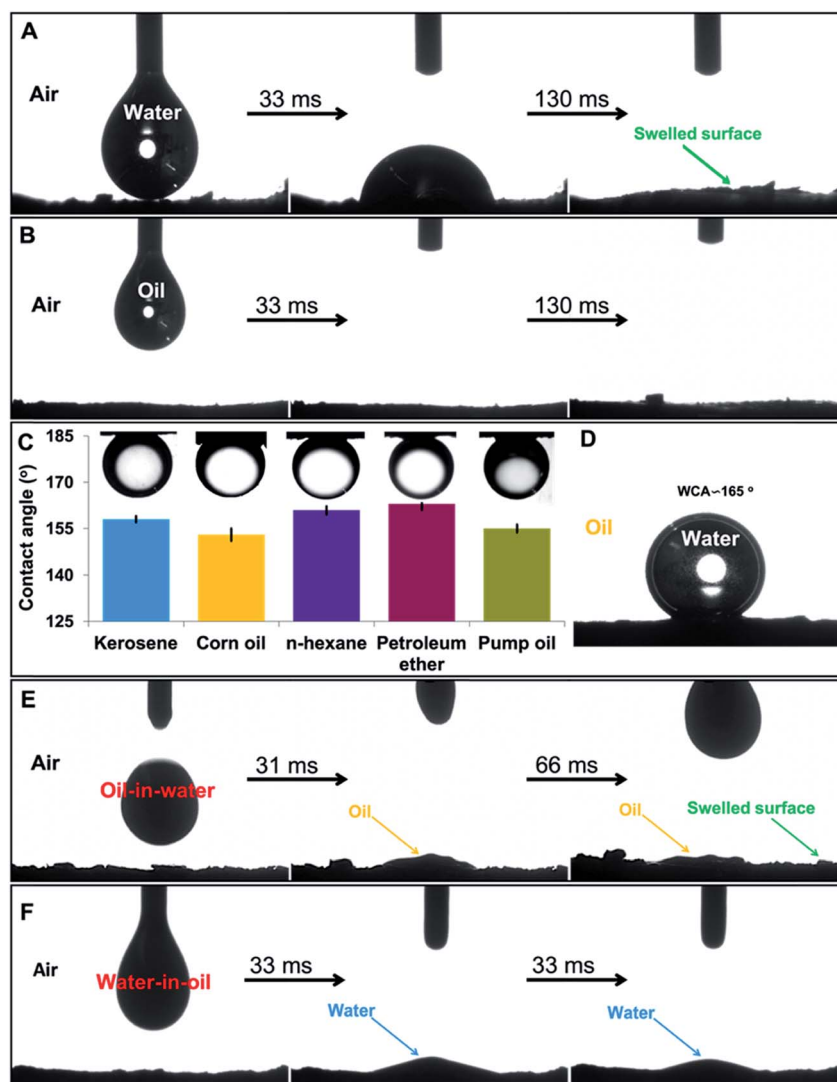 A
Air
Water
33 ms
130 ms
Swelled surface
B
Air
Oil
33 ms
130 ms
C
185
170
155
140
125
Contact angle (°)
Kerosene
Corn oil
n-hexane
Petroleum
ether
Pump oil
D
WCA~165 °
Oil
Water
E
Air
Oil-in-water
31 ms
66 ms
Oil
Oil
Swelled surface
F
Air
Water-in-oil
33 ms
33 ms
Water
Water